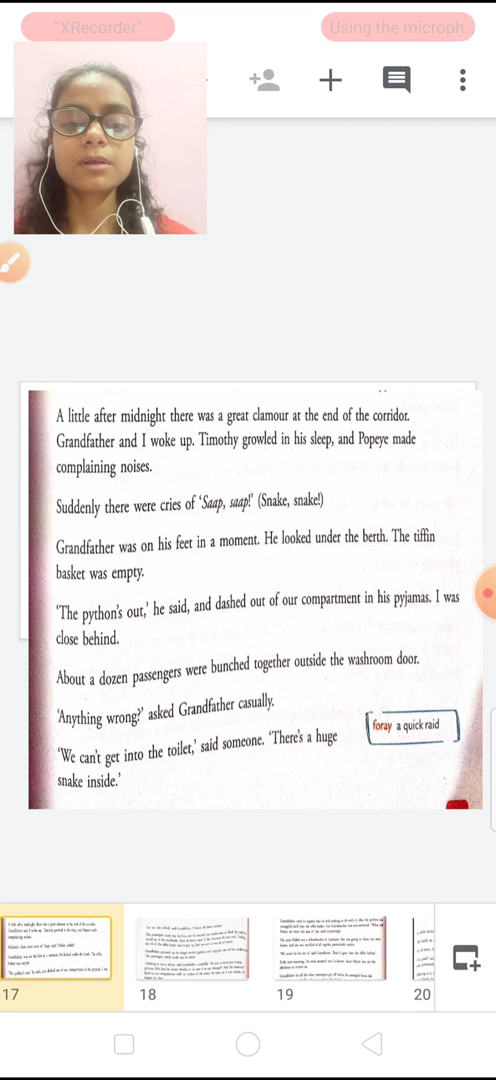 "XRecorder"
Using the microph...
A little after midnight there was a great clamour at the end of the corridor.
Grandfather and I woke up. Timothy growled in his sleep, and Popeye made
complaining noises.
Suddenly there were cries of 'Saap, saap!' (Snake, snake!)
Grandfather was on his feet in a moment. He looked under the berth. The tiffin
basket was empty.
'The python's out,' he said, and dashed out of our compartment in his pyjamas. I was
close behind.
About a dozen passengers were bunched together outside the washroom door.
'Anything wrong?' asked Grandfather casually.
'We can't get into the toilet,' said someone. 'There's a huge
snake inside.'
foray a quick raid
17
18
19
20